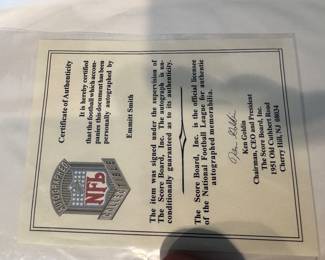 Certificate of Authenticity
It is hereby certified
that the football which accom-
panies this document has been
personally autographed by
Emmitt Smith
NFL
The item was signed under the supervision of
The Score Board, Inc. The autograph is un-
conditionally guaranteed as to its authenticity.
The Score Board, Inc. is the official licensee
of the National Football League for authentic
autographed memorabilia.
Ken Goldin
Ken Goldin
Chairman, CEO and President
The Score Board, Inc.
1951 Old Cuthbert Road
Cherry Hill, NJ 08034